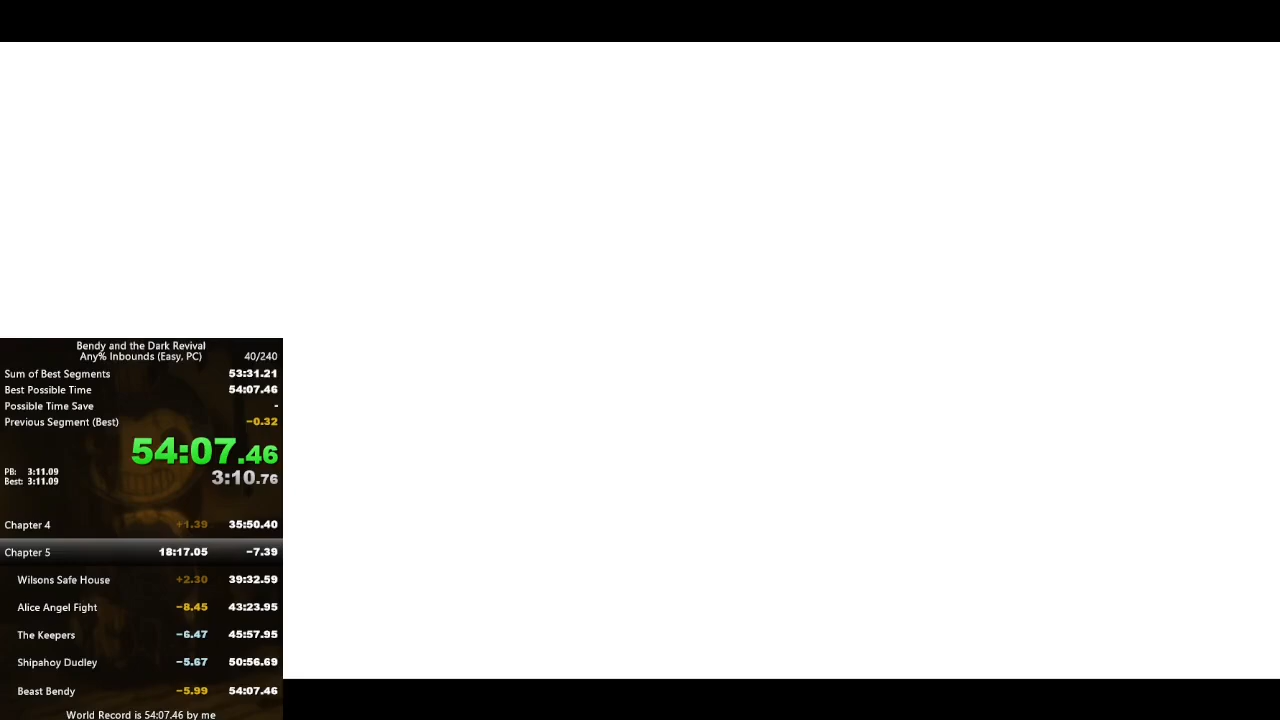 Bendy and the Dark Revival
Any% Inbounds (Easy, PC) 40/240
Sum of Best Segments 53:31.21
Best Possible Time 54:07.46
Possible Time Save -
Previous Segment (Best) −0.32
54:07.46
PB: 3:11.09 3:10.76
Best: 3:11.09
Chapter 4 +1.39 35:50.40
Chapter 5 18:17.05 −7.39
Wilsons Safe House +2.30 39:32.59
Alice Angel Fight −8.45 43:23.95
The Keepers −6.47 45:57.95
Shipahoy Dudley −5.67 50:56.69
Beast Bendy −5.99 54:07.46
World Record is 54:07.46 by me